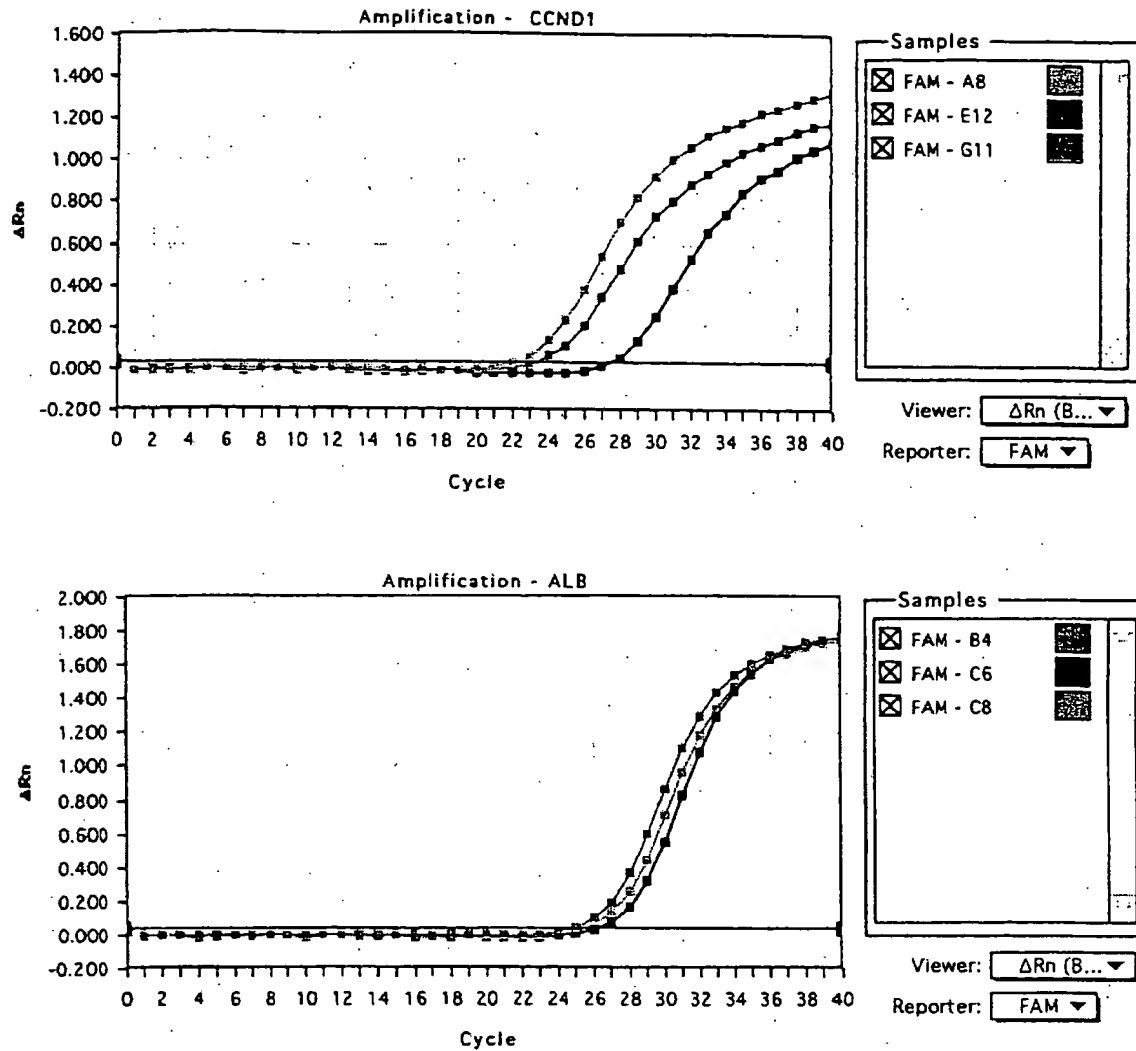 Amplification - CCND1
1.600
1.400
1.200
1.000
0.800
0.600
0.400
0.200
0.000
-0.200
ΔRn
0 2 4 6 8 10 12 14 16 18 20 22 23 24 26 28 30 32 34 36 38 40
Cycle
Samples
FAM - A8
FAM - E12
FAM - G11
Viewer: ΔRn (B...
Reporter: FAM
Amplification - ALB
2.000
1.800
1.600
1.400
1.200
1.000
0.800
0.600
0.400
0.200
0.000
-0.200
ΔRn
0 2 4 6 8 10 12 14 16 18 20 22 24 26 28 30 32 34 36 38 40
Cycle
Samples
FAM - B4
FAM - C6
FAM - C8
Viewer: ΔRn (B...
Reporter: FAM